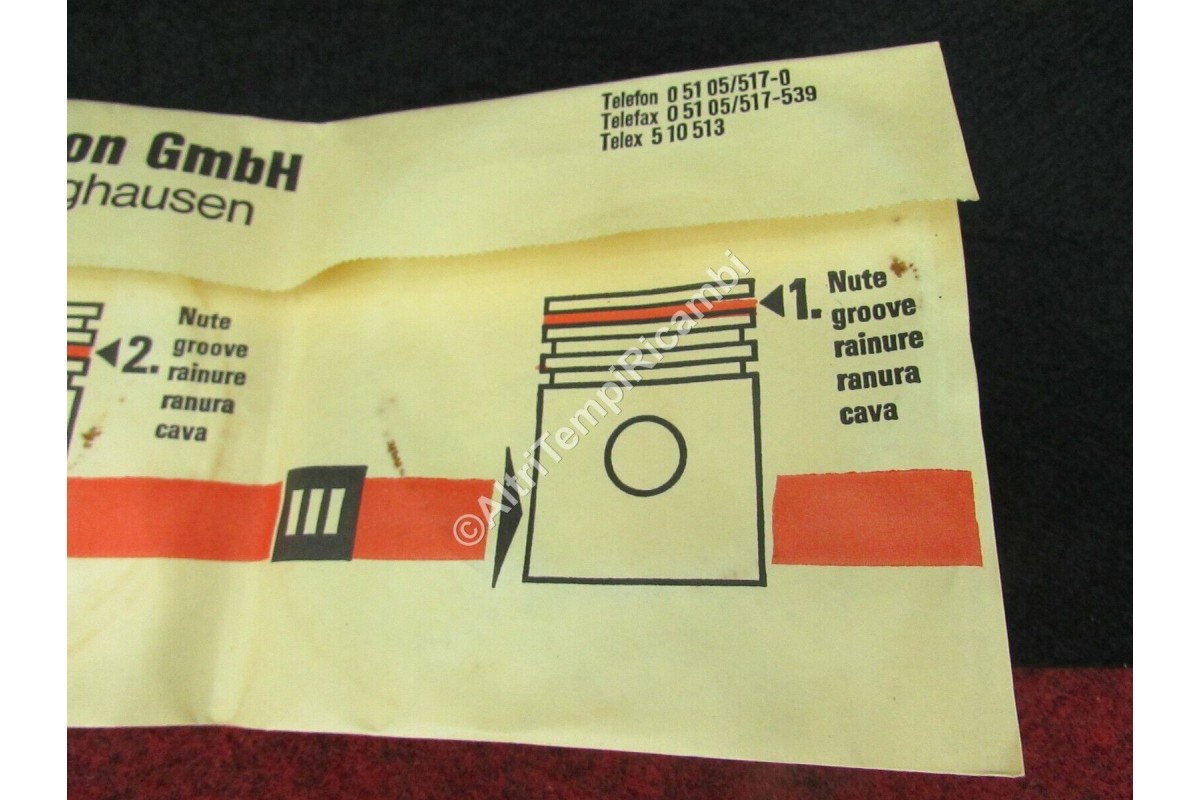 on GmbH
ghausen
Telefon 0 51 05/517-0
Telefax 0 51 05/517-539
Telex 5 10 513
2.
Nute
groove
rainure
ranura
cava
1.
Nute
groove
rainure
ranura
cava
III
©AltriTempiRicambi